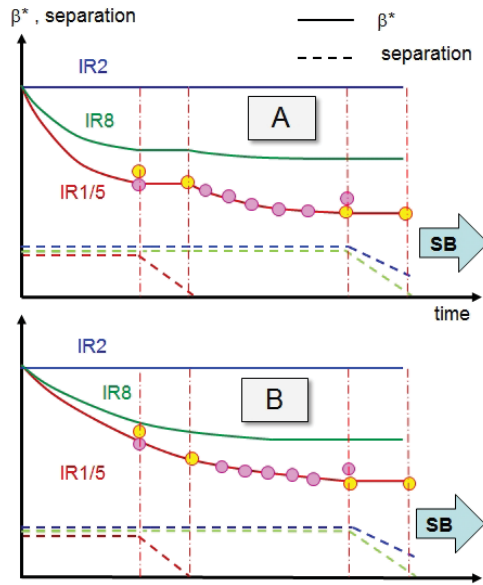 β* , separation
β*
separation
IR2
IR8
A
IR1/5
SB
time
IR2
B
IR8
IR1/5
SB